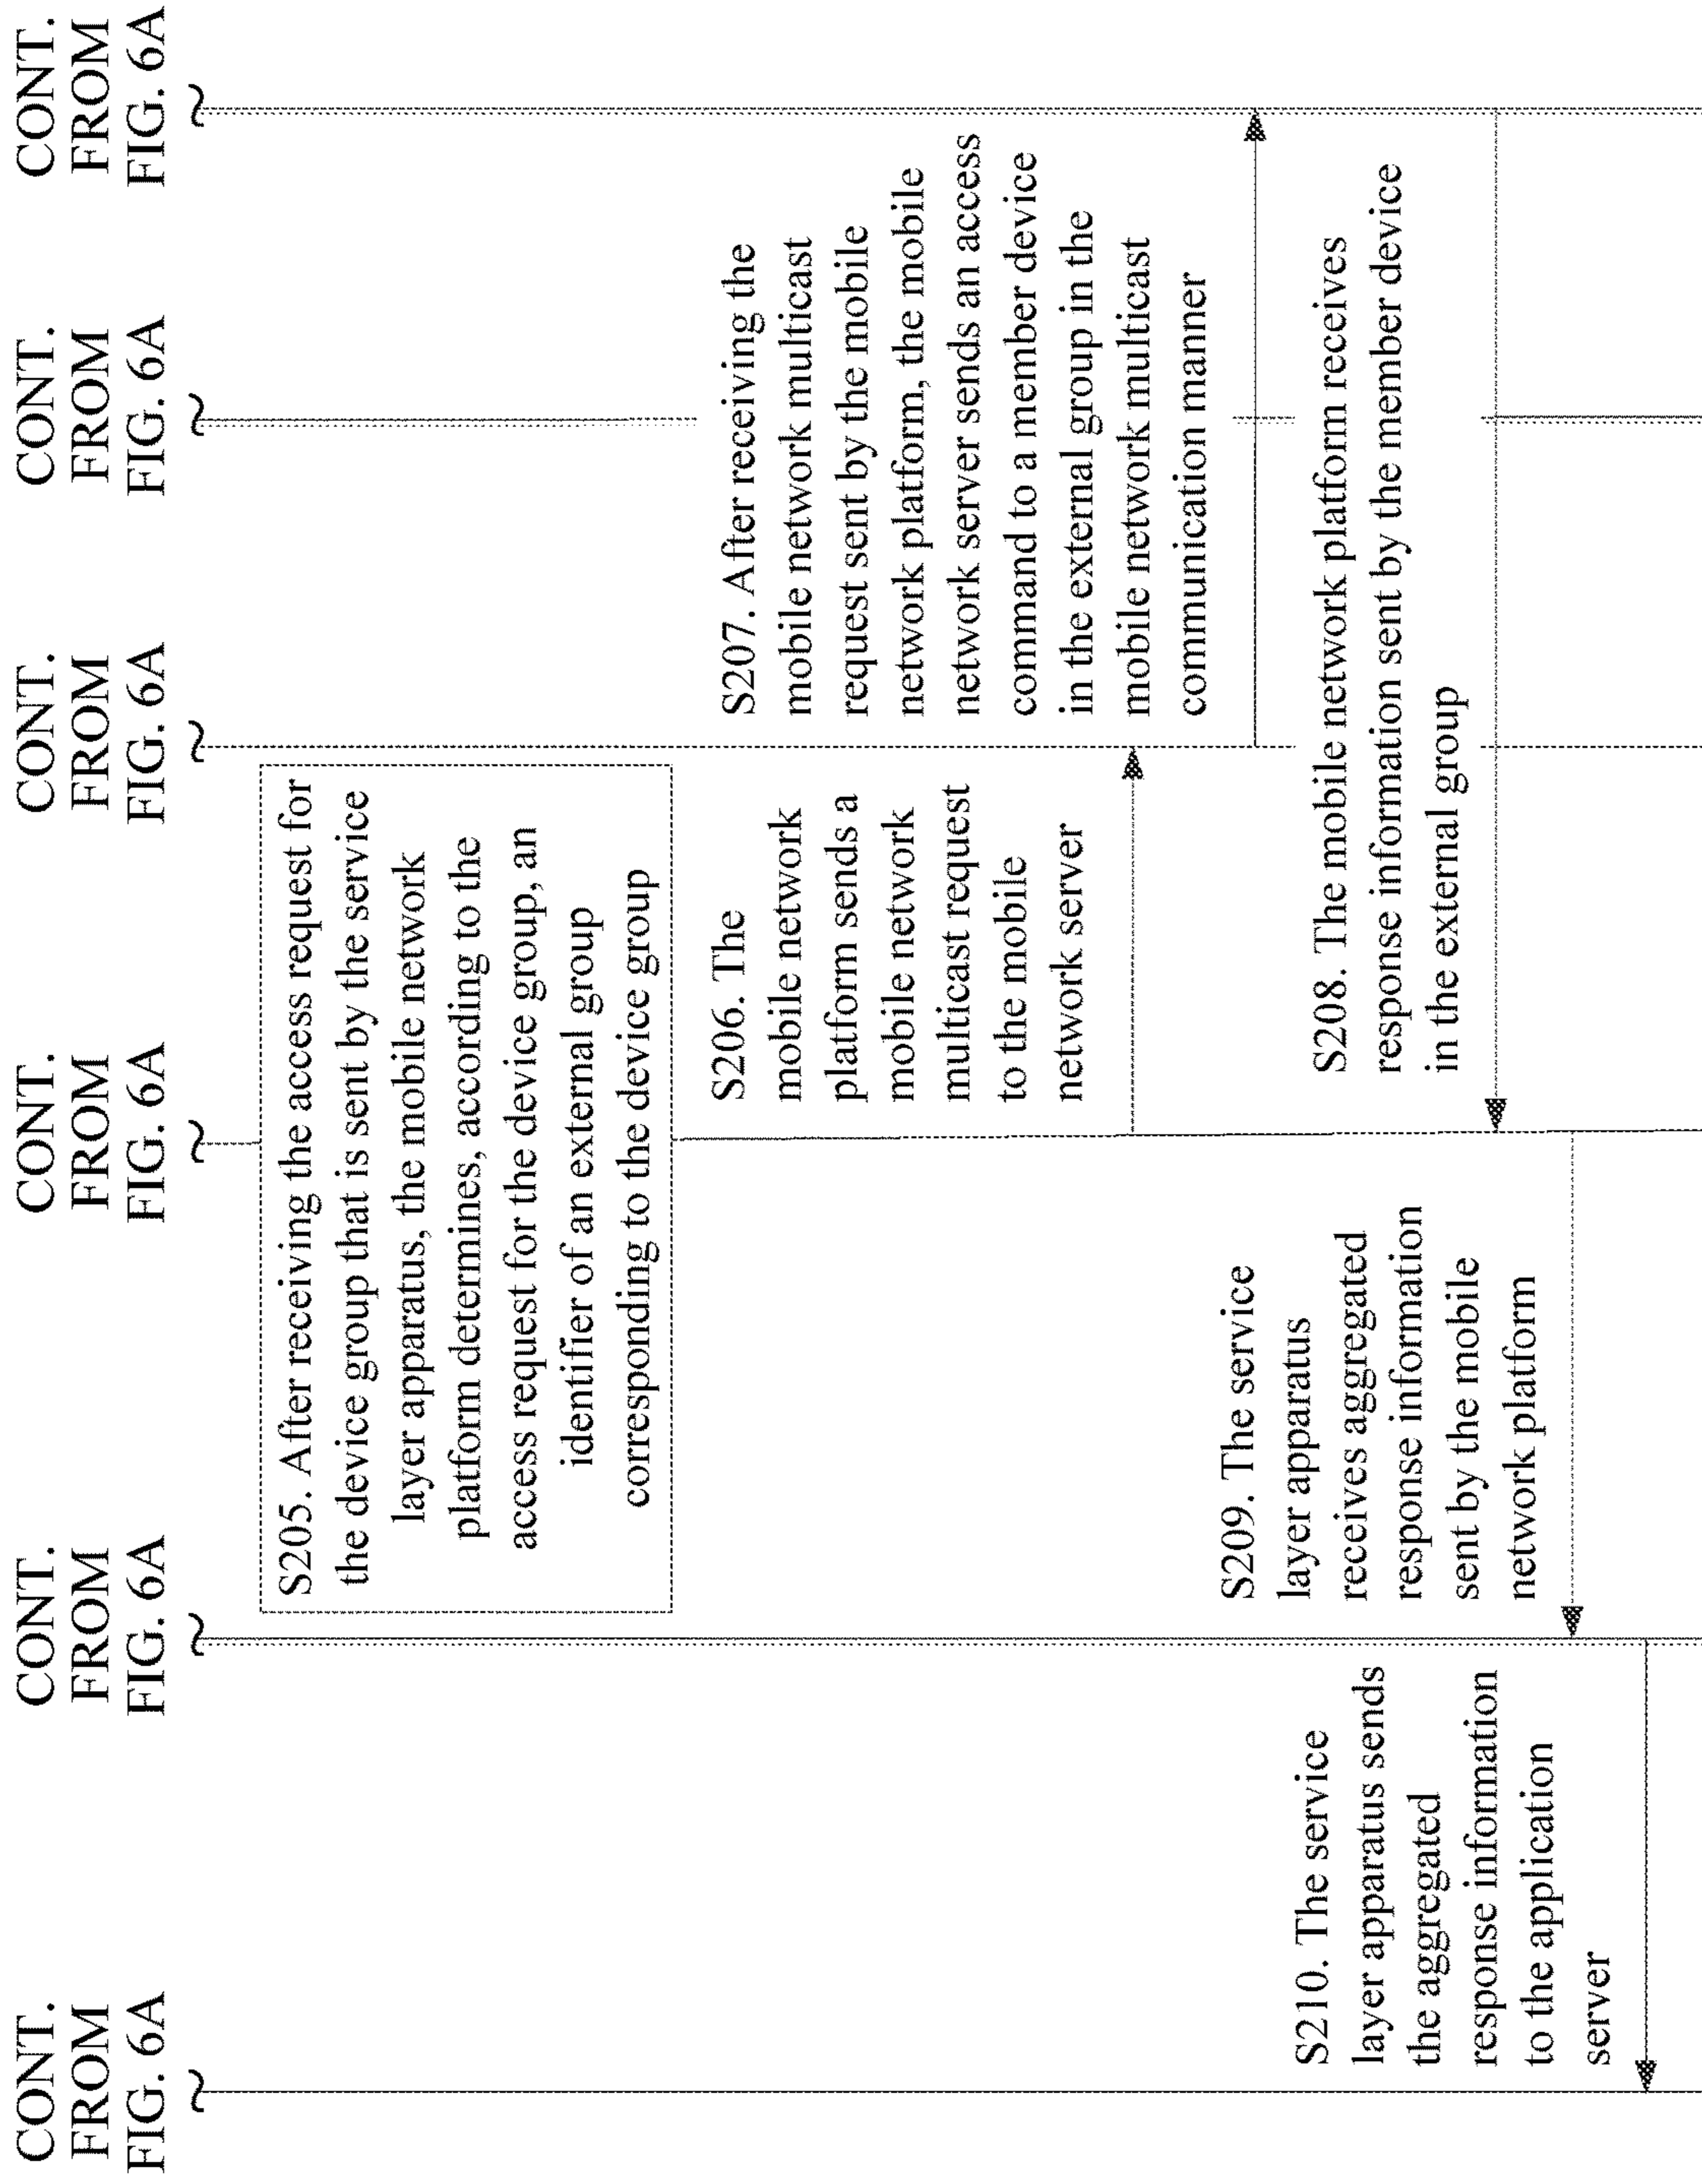 CONT.
FROM
FIG. 6A
CONT.
FROM
FIG. 6A
CONT.
FROM
FIG. 6A
CONT.
FROM
FIG. 6A
CONT.
FROM
FIG. 6A
CONT.
FROM
FIG. 6A
S205. After receiving the access request for
the device group that is sent by the service
layer apparatus, the mobile network
platform determines, according to the
access request for the device group, an
identifier of an external group
corresponding to the device group
S206. The
mobile network
platform sends a
mobile network
multicast request
to the mobile
network server
S207. After receiving the
mobile network multicast
request sent by the mobile
network platform, the mobile
network server sends an access
command to a member device
in the external group in the
mobile network multicast
communication manner
S208. The mobile network platform receives
response information sent by the member device
in the external group
S209. The service
layer apparatus
receives aggregated
response information
sent by the mobile
network platform
S210. The service
layer apparatus sends
the aggregated
response information
to the application
server